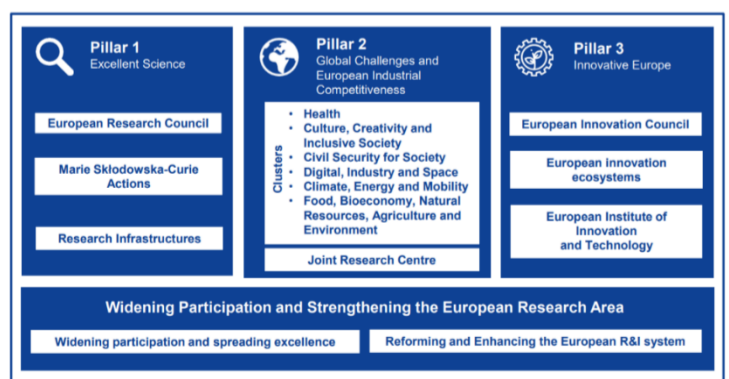 Pillar 1
Excellent Science
European Research Council
Marie Skłodowska-Curie
Actions
Research Infrastructures
Pillar 2
Global Challenges and
European Industrial
Competitiveness
Clusters
• Health
• Culture, Creativity and
Inclusive Society
• Civil Security for Society
• Digital, Industry and Space
• Climate, Energy and Mobility
• Food, Bioeconomy, Natural
Resources, Agriculture and
Environment
Joint Research Centre
Pillar 3
Innovative Europe
European Innovation Council
European innovation
ecosystems
European Institute of
Innovation
and Technology
Widening Participation and Strengthening the European Research Area
Widening participation and spreading excellence
Reforming and Enhancing the European R&I system